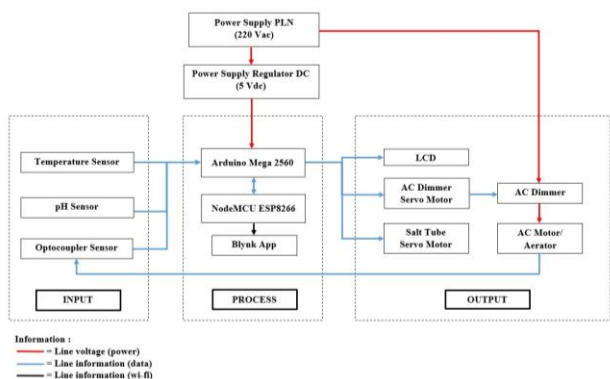 Power Supply PLN
(220 Vac)
Power Supply Regulator DC
(5 Vdc)
Temperature Sensor
pH Sensor
Optocoupler Sensor
INPUT
Arduino Mega 2560
NodeMCU ESP8266
Blynk App
PROCESS
LCD
AC Dimmer
Servo Motor
Salt Tube
Servo Motor
AC Dimmer
AC Motor/
Aerator
OUTPUT
Information :
= Line voltage (power)
= Line information (data)
= Line information (wi-fi)